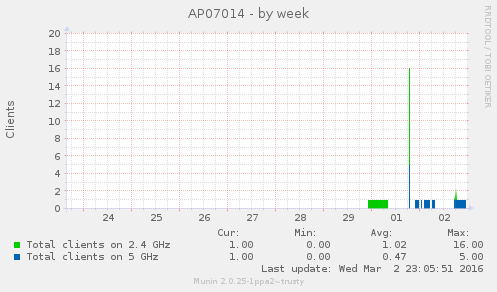 AP07014 - by week
RRDTOOL / TOBI OETIKER
Clients
20
18
16
14
12
10
8
6
4
2
0
24 25 26 27 28 29 01 02
Cur: Min: Avg: Max:
Total clients on 2.4 GHz 1.00 0.00 1.02 16.00
Total clients on 5 GHz 1.00 0.00 0.47 5.00
Last update: Wed Mar 2 23:05:51 2016
Munin 2.0.25-1ppa2~trusty